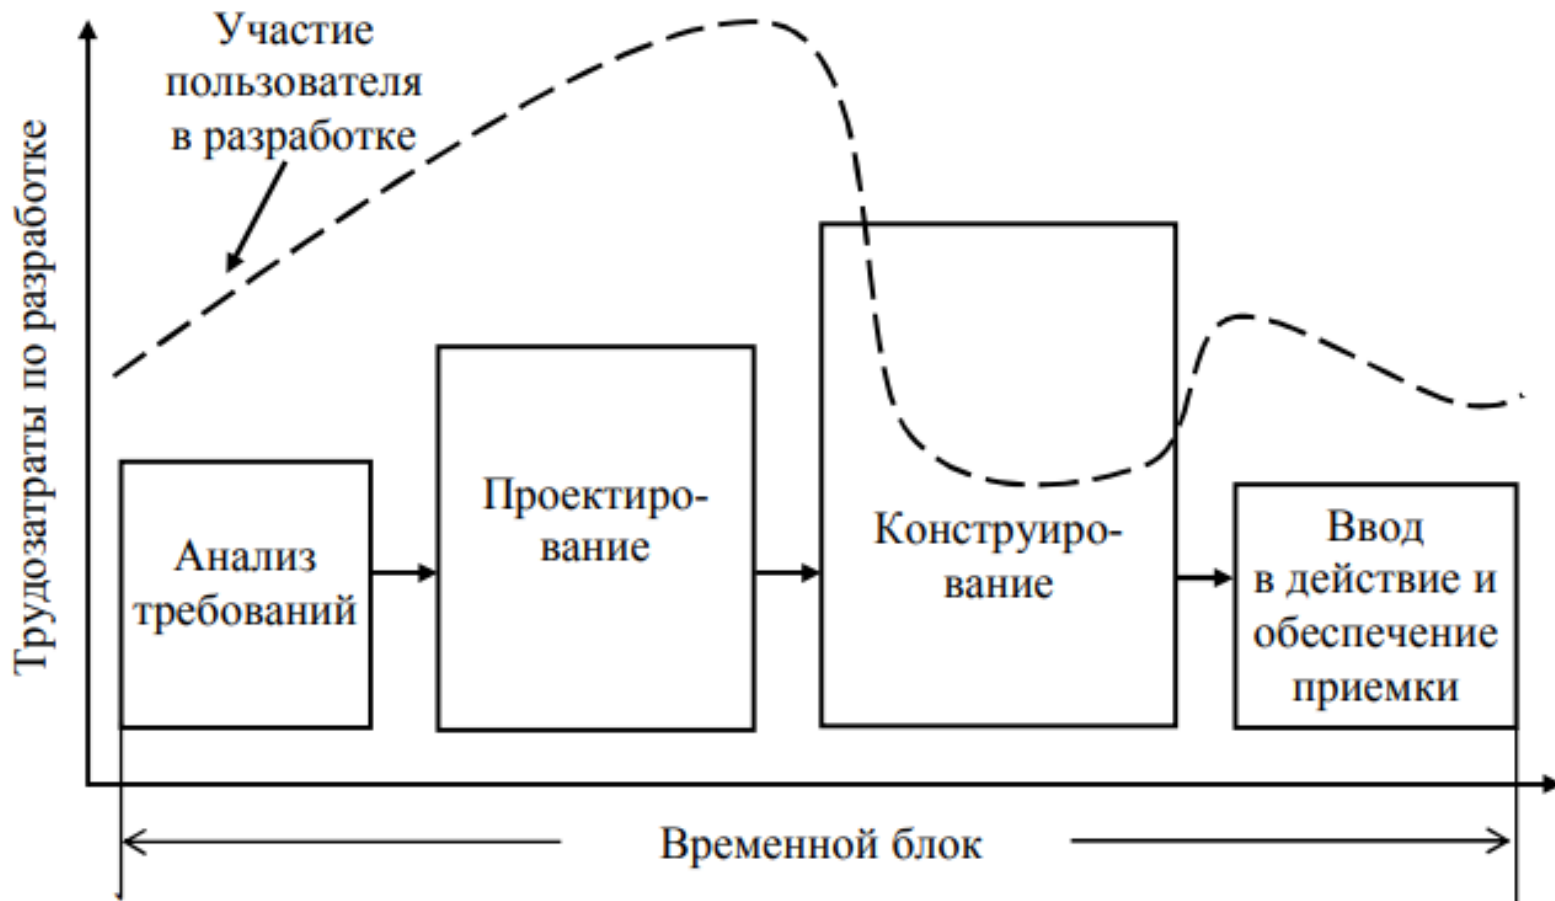 Участие
пользователя
в разработке
Трудозатраты по разработке
Анализ
требований
Проектиро-
вание
Конструиро-
вание
Ввод
в действие и
обеспечение
приемки
Временной блок